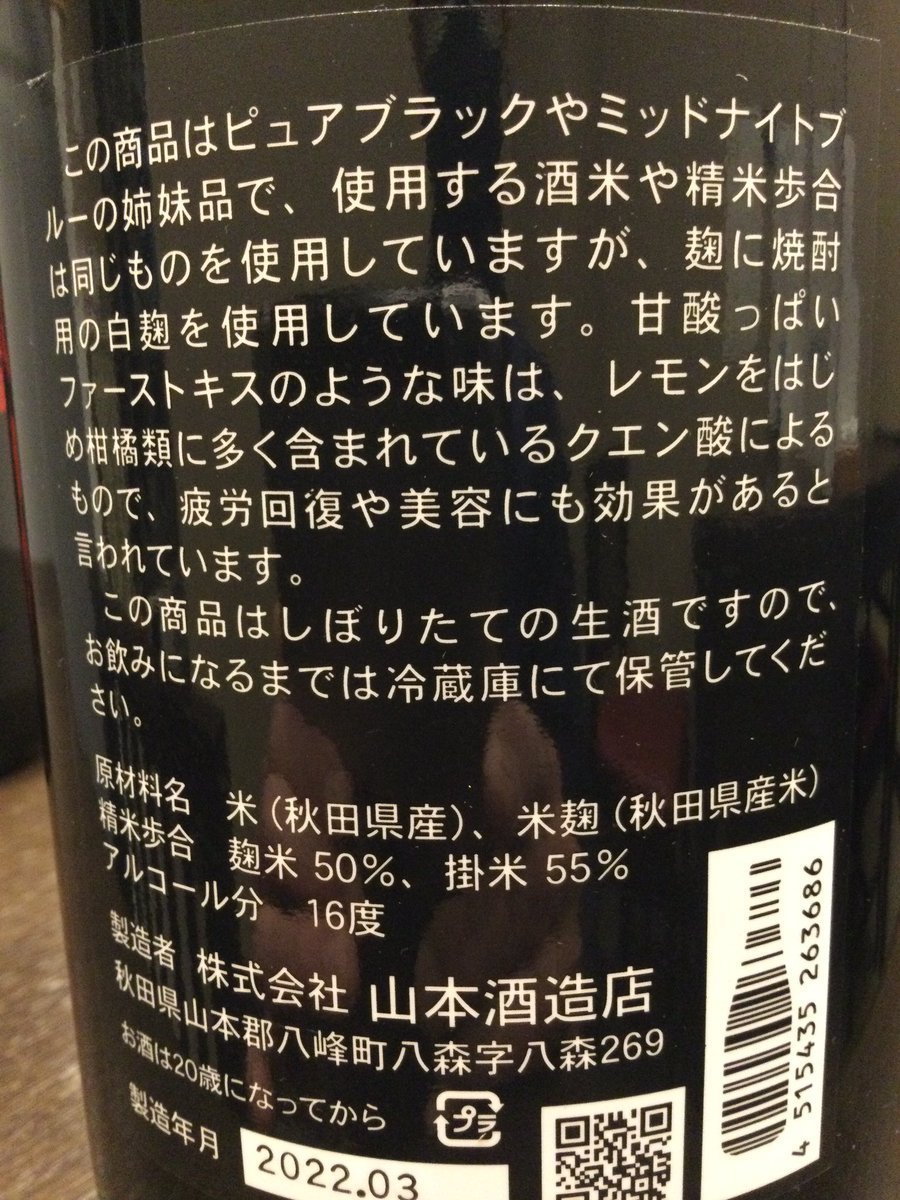 この商品はピュアブラックやミッドナイトブ
ルーの姉妹品で、使用する酒米や精米歩合
は同じものを使用していますが、麹に焼酎
用の白麹を使用しています。甘酸っぱい
ファーストキスのような味は、レモンをはじ
め柑橘類に多く含まれているクエン酸による
もので、疲労回復や美容にも効果があると
言われています。
この商品はしぼりたての生酒ですので、
お飲みになるまでは冷蔵庫にて保管してくだ
さい。
原材料名 米（秋田県産）、米麹（秋田県産米）
精米歩合 麹米 50%、掛米 55%
アルコール分 16度
製造者 株式会社 山本酒造店
秋田県山本郡八峰町八森字八森269
お酒は20歳になってから
プラ
製造年月 2022.03
4 515435 263686